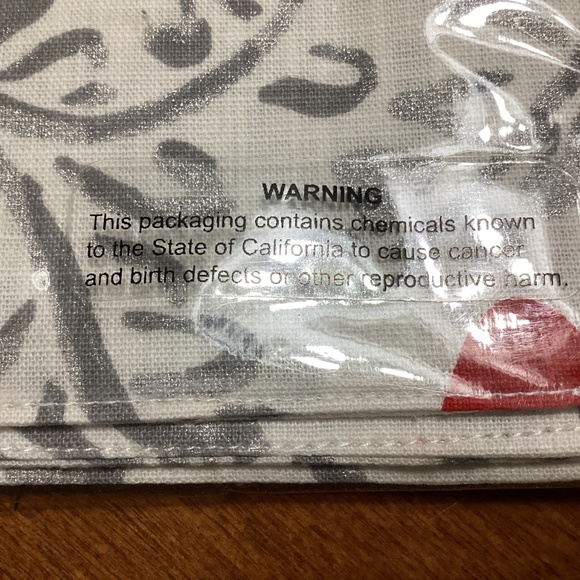 WARNING
This packaging contains chemicals known
to the State of California to cause cancer
and birth defects or other reproductive harm.